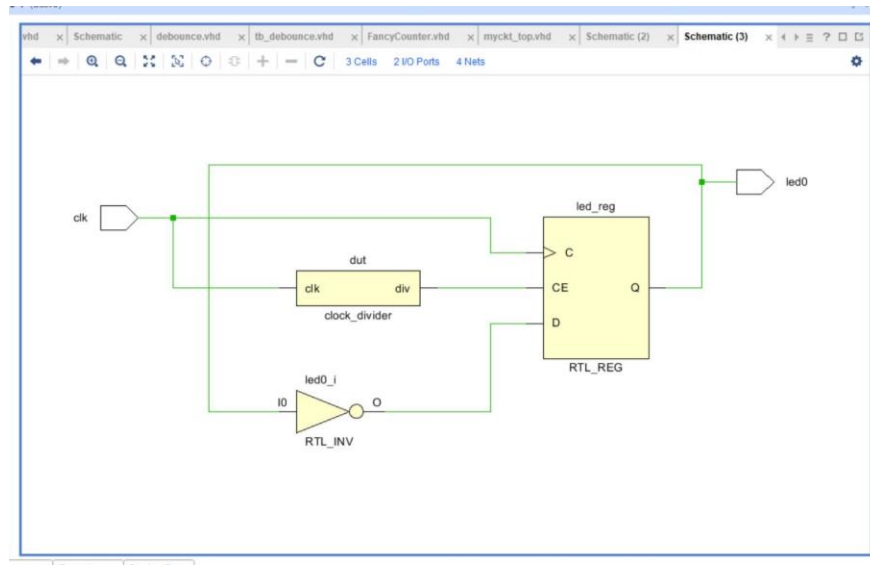 vhd Schematic debounce.vhd tb_debounce.vhd FancyCounter.vhd myckt_top.vhd Schematic (2) Schematic (3)
3 Cells 2 I/O Ports 4 Nets
led0
led_reg
clk
C
dut
clk div
CE Q
clock_divider
D
RTL_REG
led0_i
I0 O
RTL_INV